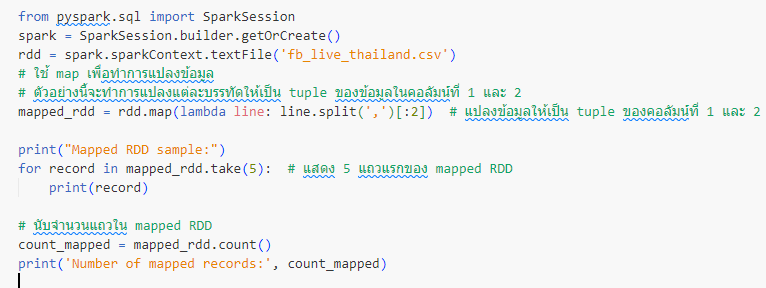 from pyspark.sql import SparkSession
spark = SparkSession.builder.getOrCreate()
rdd = spark.sparkContext.textFile('fb_live_thailand.csv')
# ใช้ map เพื่อทำการแปลงข้อมูล
# ตัวอย่างนี้จะทำการแปลงแต่ละบรรทัดให้เป็น tuple ของข้อมูลในคอลัมน์ที่ 1 และ 2
mapped_rdd = rdd.map(lambda line: line.split(',')[:2])  # แปลงข้อมูลให้เป็น tuple ของคอลัมน์ที่ 1 และ 2
print("Mapped RDD sample:")
for record in mapped_rdd.take(5):  # แสดง 5 แถวแรกของ mapped RDD
    print(record)
# นับจำนวนแถวใน mapped RDD
count_mapped = mapped_rdd.count()
print('Number of mapped records:', count_mapped)